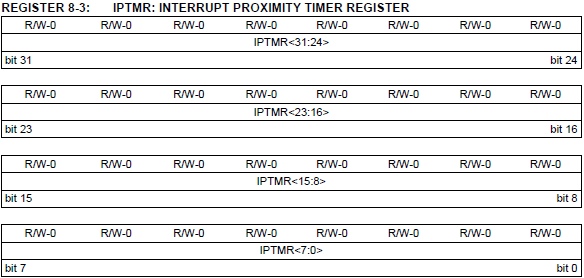 REGISTER 8-3: IPTMR: INTERRUPT PROXIMITY TIMER REGISTER
R/W-0 R/W-0 R/W-0 R/W-0 R/W-0 R/W-0 R/W-0 R/W-0
IPTMR<31:24>
bit 31 bit 24
R/W-0 R/W-0 R/W-0 R/W-0 R/W-0 R/W-0 R/W-0 R/W-0
IPTMR<23:16>
bit 23 bit 16
R/W-0 R/W-0 R/W-0 R/W-0 R/W-0 R/W-0 R/W-0 R/W-0
IPTMR<15:8>
bit 15 bit 8
R/W-0 R/W-0 R/W-0 R/W-0 R/W-0 R/W-0 R/W-0 R/W-0
IPTMR<7:0>
bit 7 bit 0